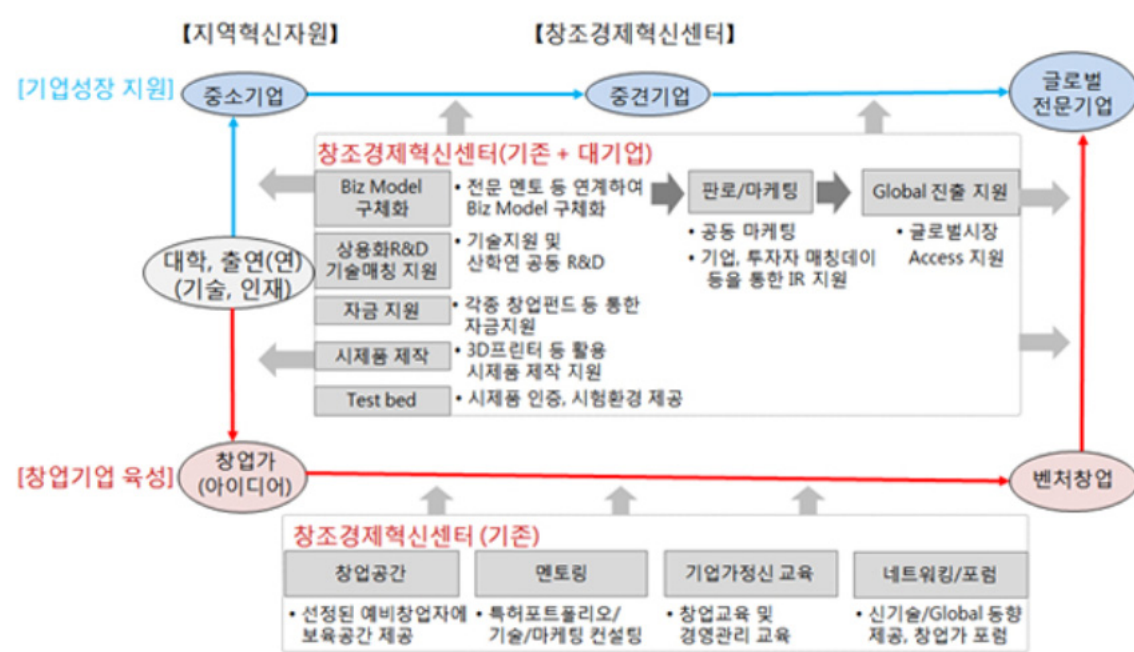 【지역혁신자원】
【창조경제혁신센터】
[기업성장 지원]
중소기업
중견기업
글로벌
전문기업
창조경제혁신센터(기존 + 대기업)
Biz Model
구체화
• 전문 멘토 등 연계하여
Biz Model 구체화
판로/마케팅
• 공동 마케팅
• 기업, 투자자 매칭데이
등을 통한 IR 지원
Global 진출 지원
• 글로벌시장
Access 지원
대학, 출연(연)
(기술, 인재)
상용화R&D
기술매칭 지원
• 기술지원 및
산학연 공동 R&D
자금 지원
• 각종 창업펀드 등 통한
자금지원
시제품 제작
• 3D프린터 등 활용
시제품 제작 지원
Test bed
• 시제품 인증, 시험환경 제공
[창업기업 육성]
창업가
(아이디어)
벤처창업
창조경제혁신센터 (기존)
창업공간
• 선정된 예비창업자에
보육공간 제공
멘토링
• 특허포트폴리오/
기술/마케팅 컨설팅
기업가정신 교육
• 창업교육 및
경영관리 교육
네트워킹/포럼
• 신기술/Global 동향
제공, 창업가 포럼